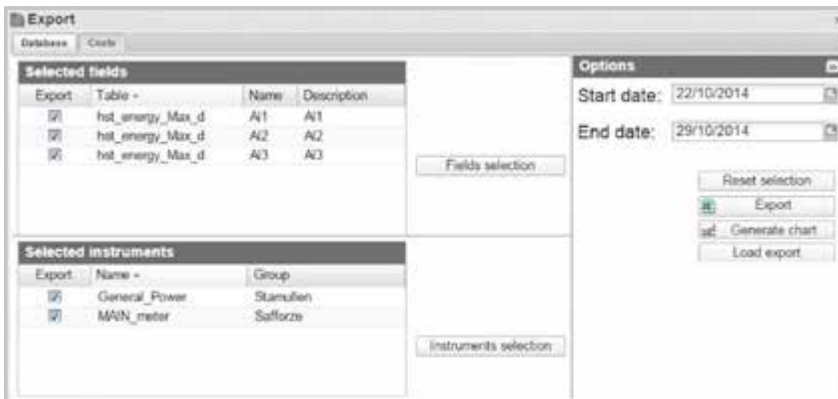 Export
Database Costs
Selected fields
Export Table Name Description
hst_energy_Max_d Ai1 Ai1
hst_energy_Max_d Ai2 Ai2
hst_energy_Max_d Ai3 Ai3
Fields selection
Selected instruments
Export Name Group
General_Power Stamullen
MAIN_meter Safforze
Instruments selection
Options
Start date: 22/10/2014
End date: 29/10/2014
Reset selection
Export
Generate chart
Load export